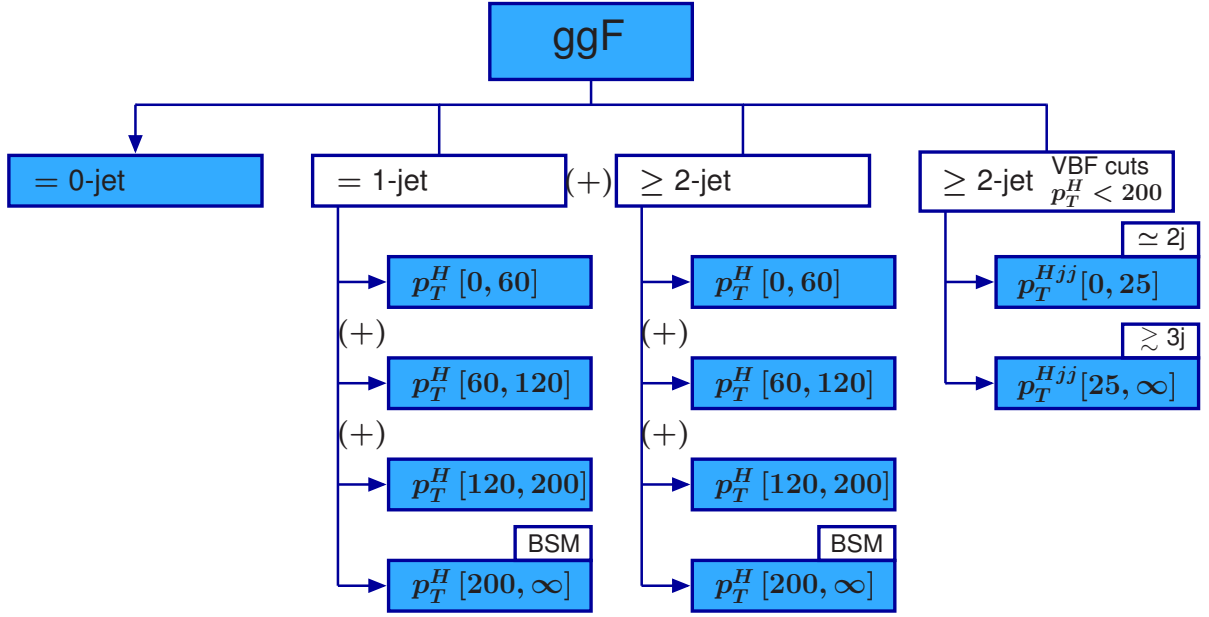 ggF
= 0-jet
= 1-jet
(+)
≥ 2-jet
≥ 2-jet
VBF cuts
p_T^H < 200
p_T^H [0, 60]
(+)
p_T^H [60, 120]
(+)
p_T^H [120, 200]
BSM
p_T^H [200, ∞]
p_T^H [0, 60]
(+)
p_T^H [60, 120]
(+)
p_T^H [120, 200]
BSM
p_T^H [200, ∞]
≃ 2j
p_T^{Hjj} [0, 25]
≳ 3j
p_T^{Hjj} [25, ∞]